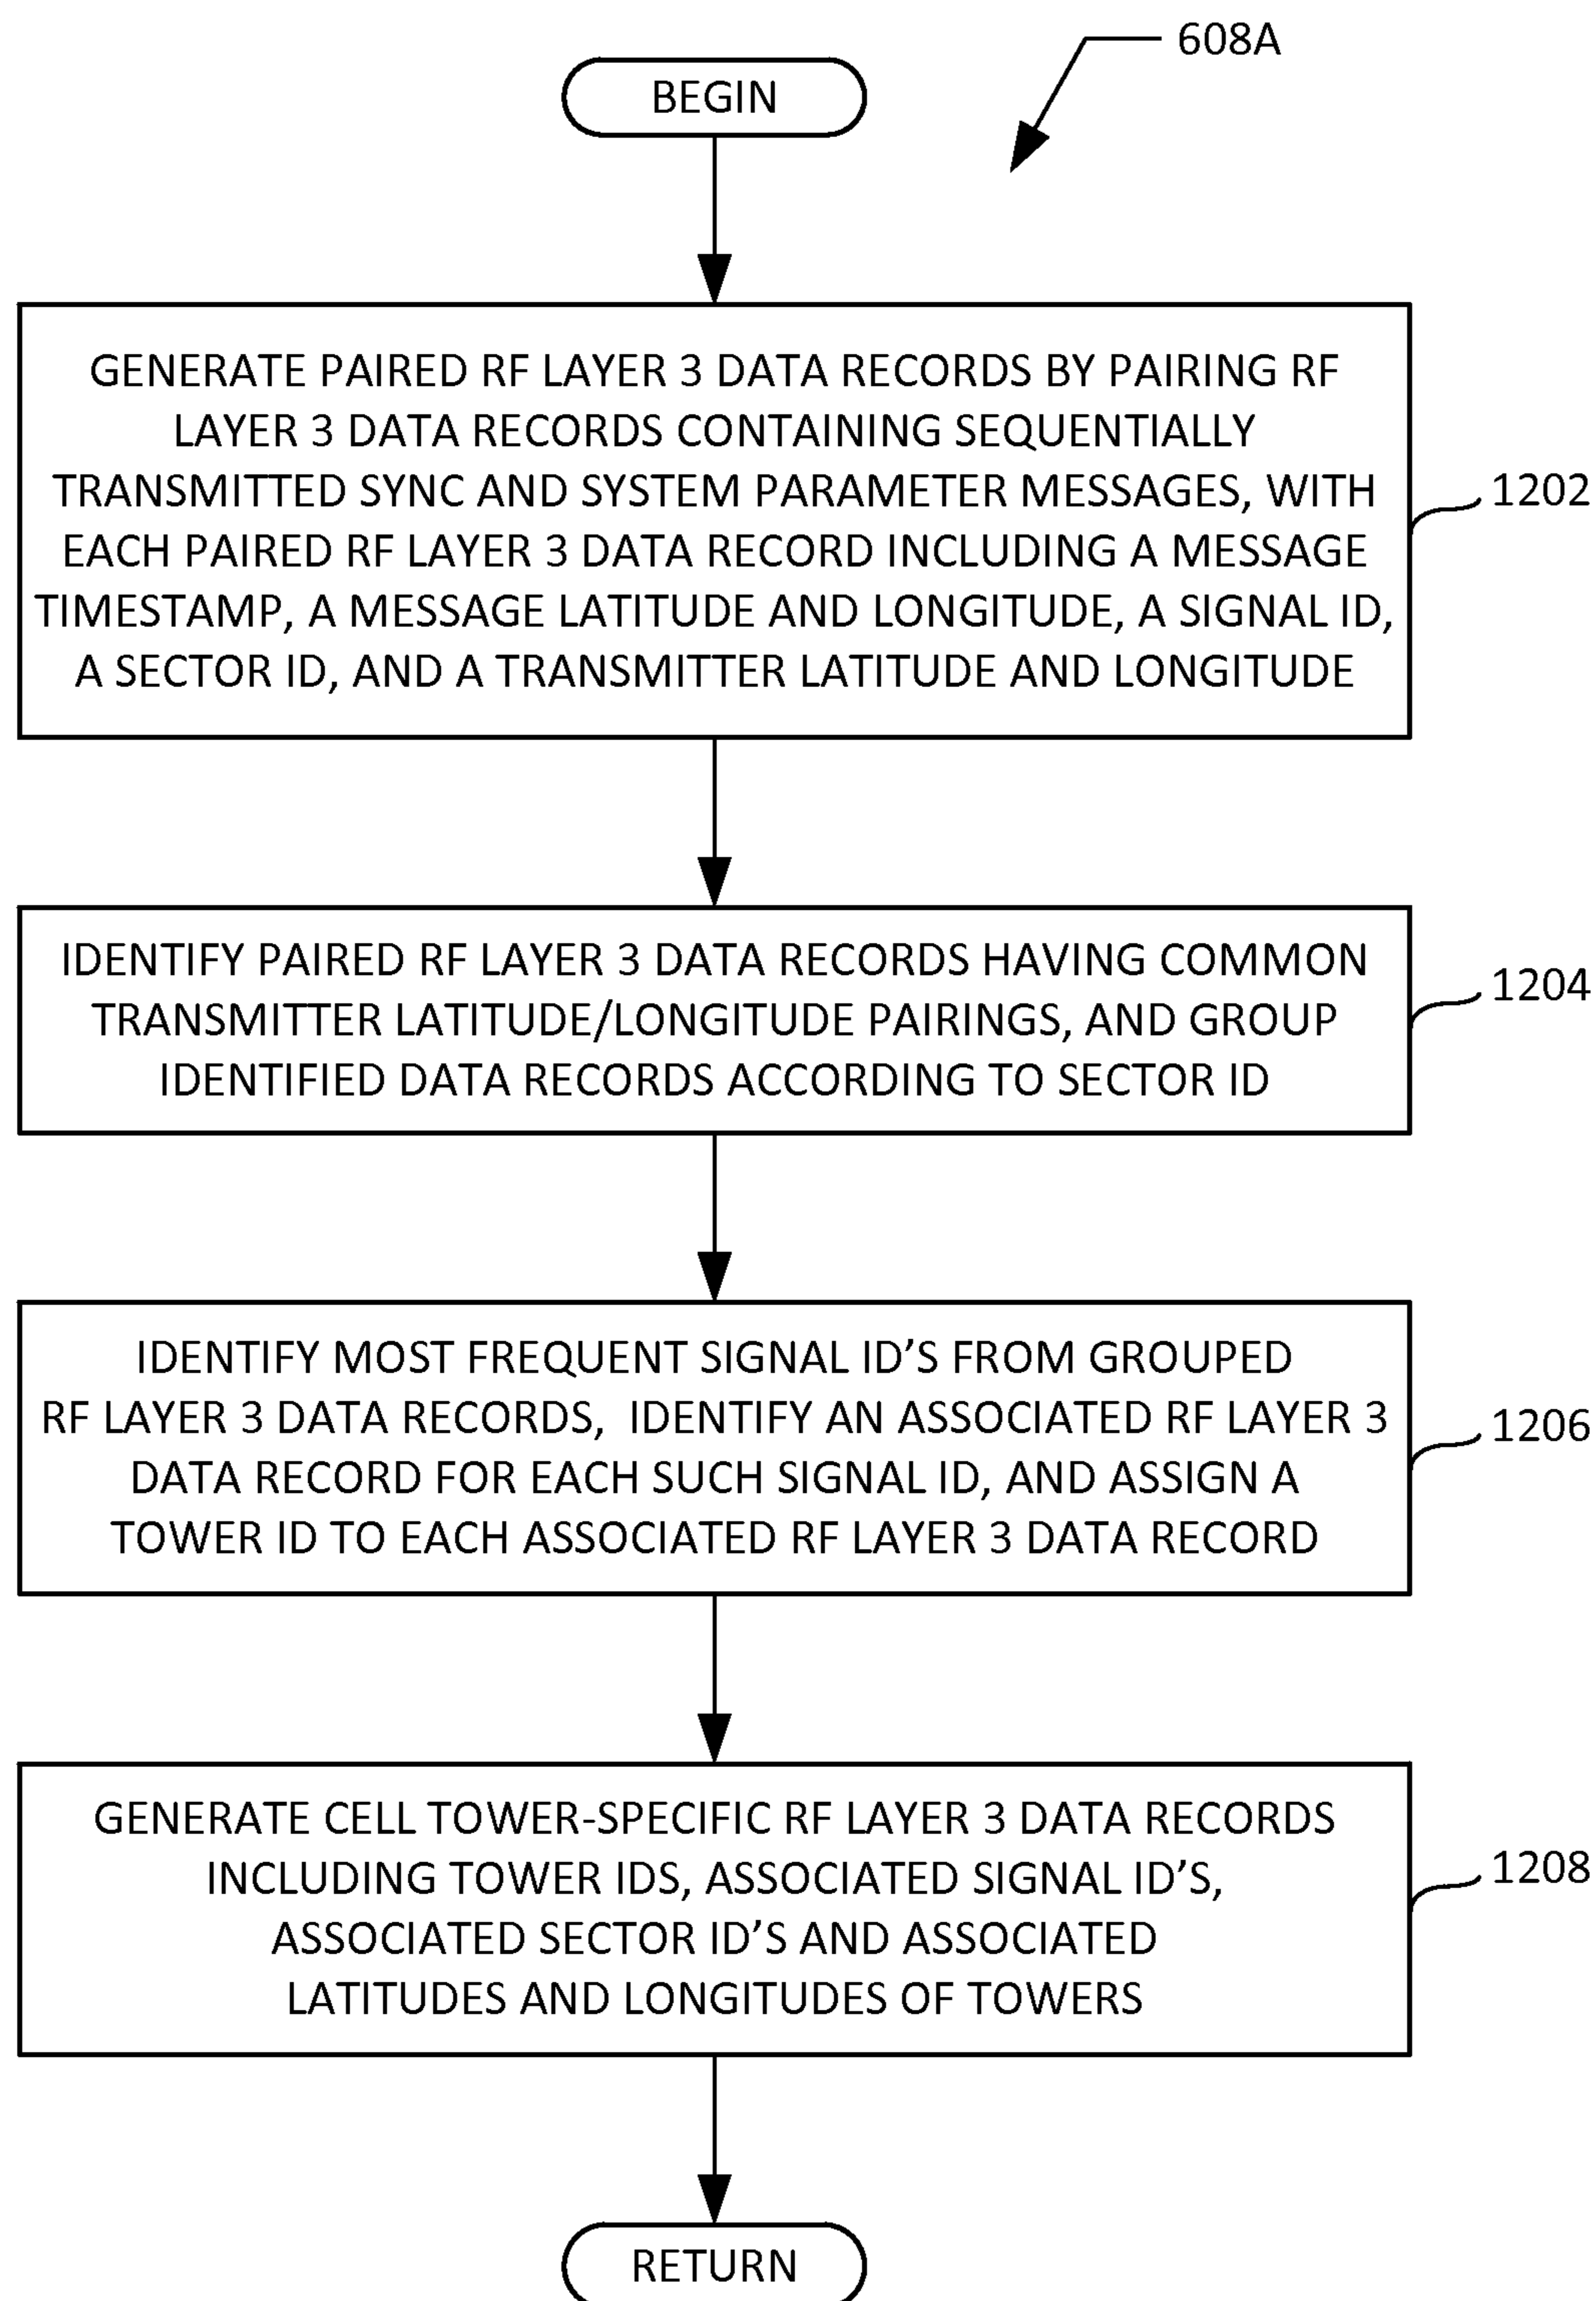 608A
BEGIN
GENERATE PAIRED RF LAYER 3 DATA RECORDS BY PAIRING RF
LAYER 3 DATA RECORDS CONTAINING SEQUENTIALLY
TRANSMITTED SYNC AND SYSTEM PARAMETER MESSAGES, WITH
EACH PAIRED RF LAYER 3 DATA RECORD INCLUDING A MESSAGE
TIMESTAMP, A MESSAGE LATITUDE AND LONGITUDE, A SIGNAL ID,
A SECTOR ID, AND A TRANSMITTER LATITUDE AND LONGITUDE
1202
IDENTIFY PAIRED RF LAYER 3 DATA RECORDS HAVING COMMON
TRANSMITTER LATITUDE/LONGITUDE PAIRINGS, AND GROUP
IDENTIFIED DATA RECORDS ACCORDING TO SECTOR ID
1204
IDENTIFY MOST FREQUENT SIGNAL ID’S FROM GROUPED
RF LAYER 3 DATA RECORDS, IDENTIFY AN ASSOCIATED RF LAYER 3
DATA RECORD FOR EACH SUCH SIGNAL ID, AND ASSIGN A
TOWER ID TO EACH ASSOCIATED RF LAYER 3 DATA RECORD
1206
GENERATE CELL TOWER-SPECIFIC RF LAYER 3 DATA RECORDS
INCLUDING TOWER IDS, ASSOCIATED SIGNAL ID’S,
ASSOCIATED SECTOR ID’S AND ASSOCIATED
LATITUDES AND LONGITUDES OF TOWERS
1208
RETURN